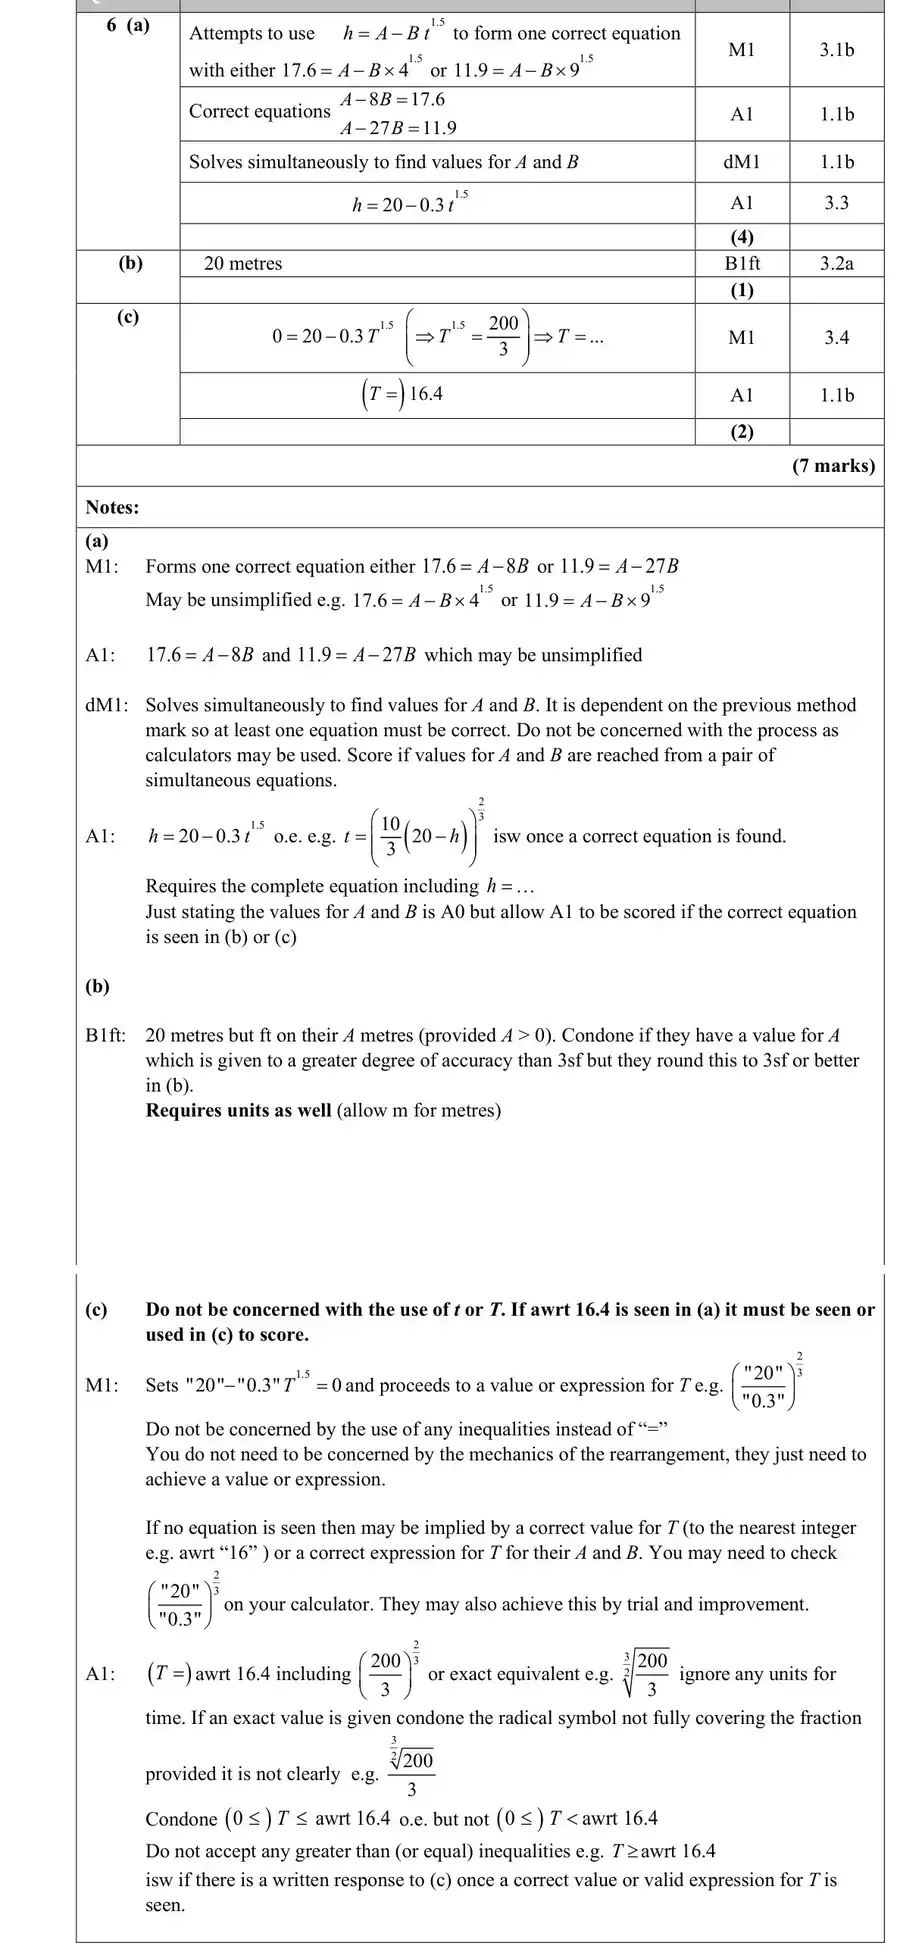 6 (a)
Attempts to use h = A − B t^1.5 to form one correct equation
with either 17.6 = A − B × 4^1.5 or 11.9 = A − B × 9^1.5
M1
3.1b
Correct equations A − 8B = 17.6
A − 27B = 11.9
A1
1.1b
Solves simultaneously to find values for A and B
dM1
1.1b
h = 20 − 0.3 t^1.5
A1
3.3
(4)
(b)
20 metres
B1ft
3.2a
(1)
(c)
0 = 20 − 0.3 T^1.5 (⇒ T^1.5 = 200/3) ⇒ T = ...
M1
3.4
(T =) 16.4
A1
1.1b
(2)
(7 marks)
Notes:
(a)
M1: Forms one correct equation either 17.6 = A − 8B or 11.9 = A − 27B
May be unsimplified e.g. 17.6 = A − B × 4^1.5 or 11.9 = A − B × 9^1.5
A1: 17.6 = A − 8B and 11.9 = A − 27B which may be unsimplified
dM1: Solves simultaneously to find values for A and B. It is dependent on the previous method
mark so at least one equation must be correct. Do not be concerned with the process as
calculators may be used. Score if values for A and B are reached from a pair of
simultaneous equations.
A1: h = 20 − 0.3 t^1.5 o.e. e.g. t = (10/3 (20 − h))^(2/3) isw once a correct equation is found.
Requires the complete equation including h = …
Just stating the values for A and B is A0 but allow A1 to be scored if the correct equation
is seen in (b) or (c)
(b)
B1ft: 20 metres but ft on their A metres (provided A > 0). Condone if they have a value for A
which is given to a greater degree of accuracy than 3sf but they round this to 3sf or better
in (b).
Requires units as well (allow m for metres)
(c) Do not be concerned with the use of t or T. If awrt 16.4 is seen in (a) it must be seen or
used in (c) to score.
M1: Sets "20"−"0.3" T^1.5 = 0 and proceeds to a value or expression for T e.g. ("20"/"0.3")^(2/3)
Do not be concerned by the use of any inequalities instead of “=”
You do not need to be concerned by the mechanics of the rearrangement, they just need to
achieve a value or expression.
If no equation is seen then may be implied by a correct value for T (to the nearest integer
e.g. awrt “16” ) or a correct expression for T for their A and B. You may need to check
("20"/"0.3")^(2/3) on your calculator. They may also achieve this by trial and improvement.
A1: (T =) awrt 16.4 including (200/3)^(2/3) or exact equivalent e.g. ^(3/2)√(200/3) ignore any units for
time. If an exact value is given condone the radical symbol not fully covering the fraction
provided it is not clearly e.g. ^(3/2)√200 / 3
Condone (0 ≤ ) T ≤ awrt 16.4 o.e. but not (0 ≤ ) T < awrt 16.4
Do not accept any greater than (or equal) inequalities e.g. T ≥ awrt 16.4
isw if there is a written response to (c) once a correct value or valid expression for T is
seen.